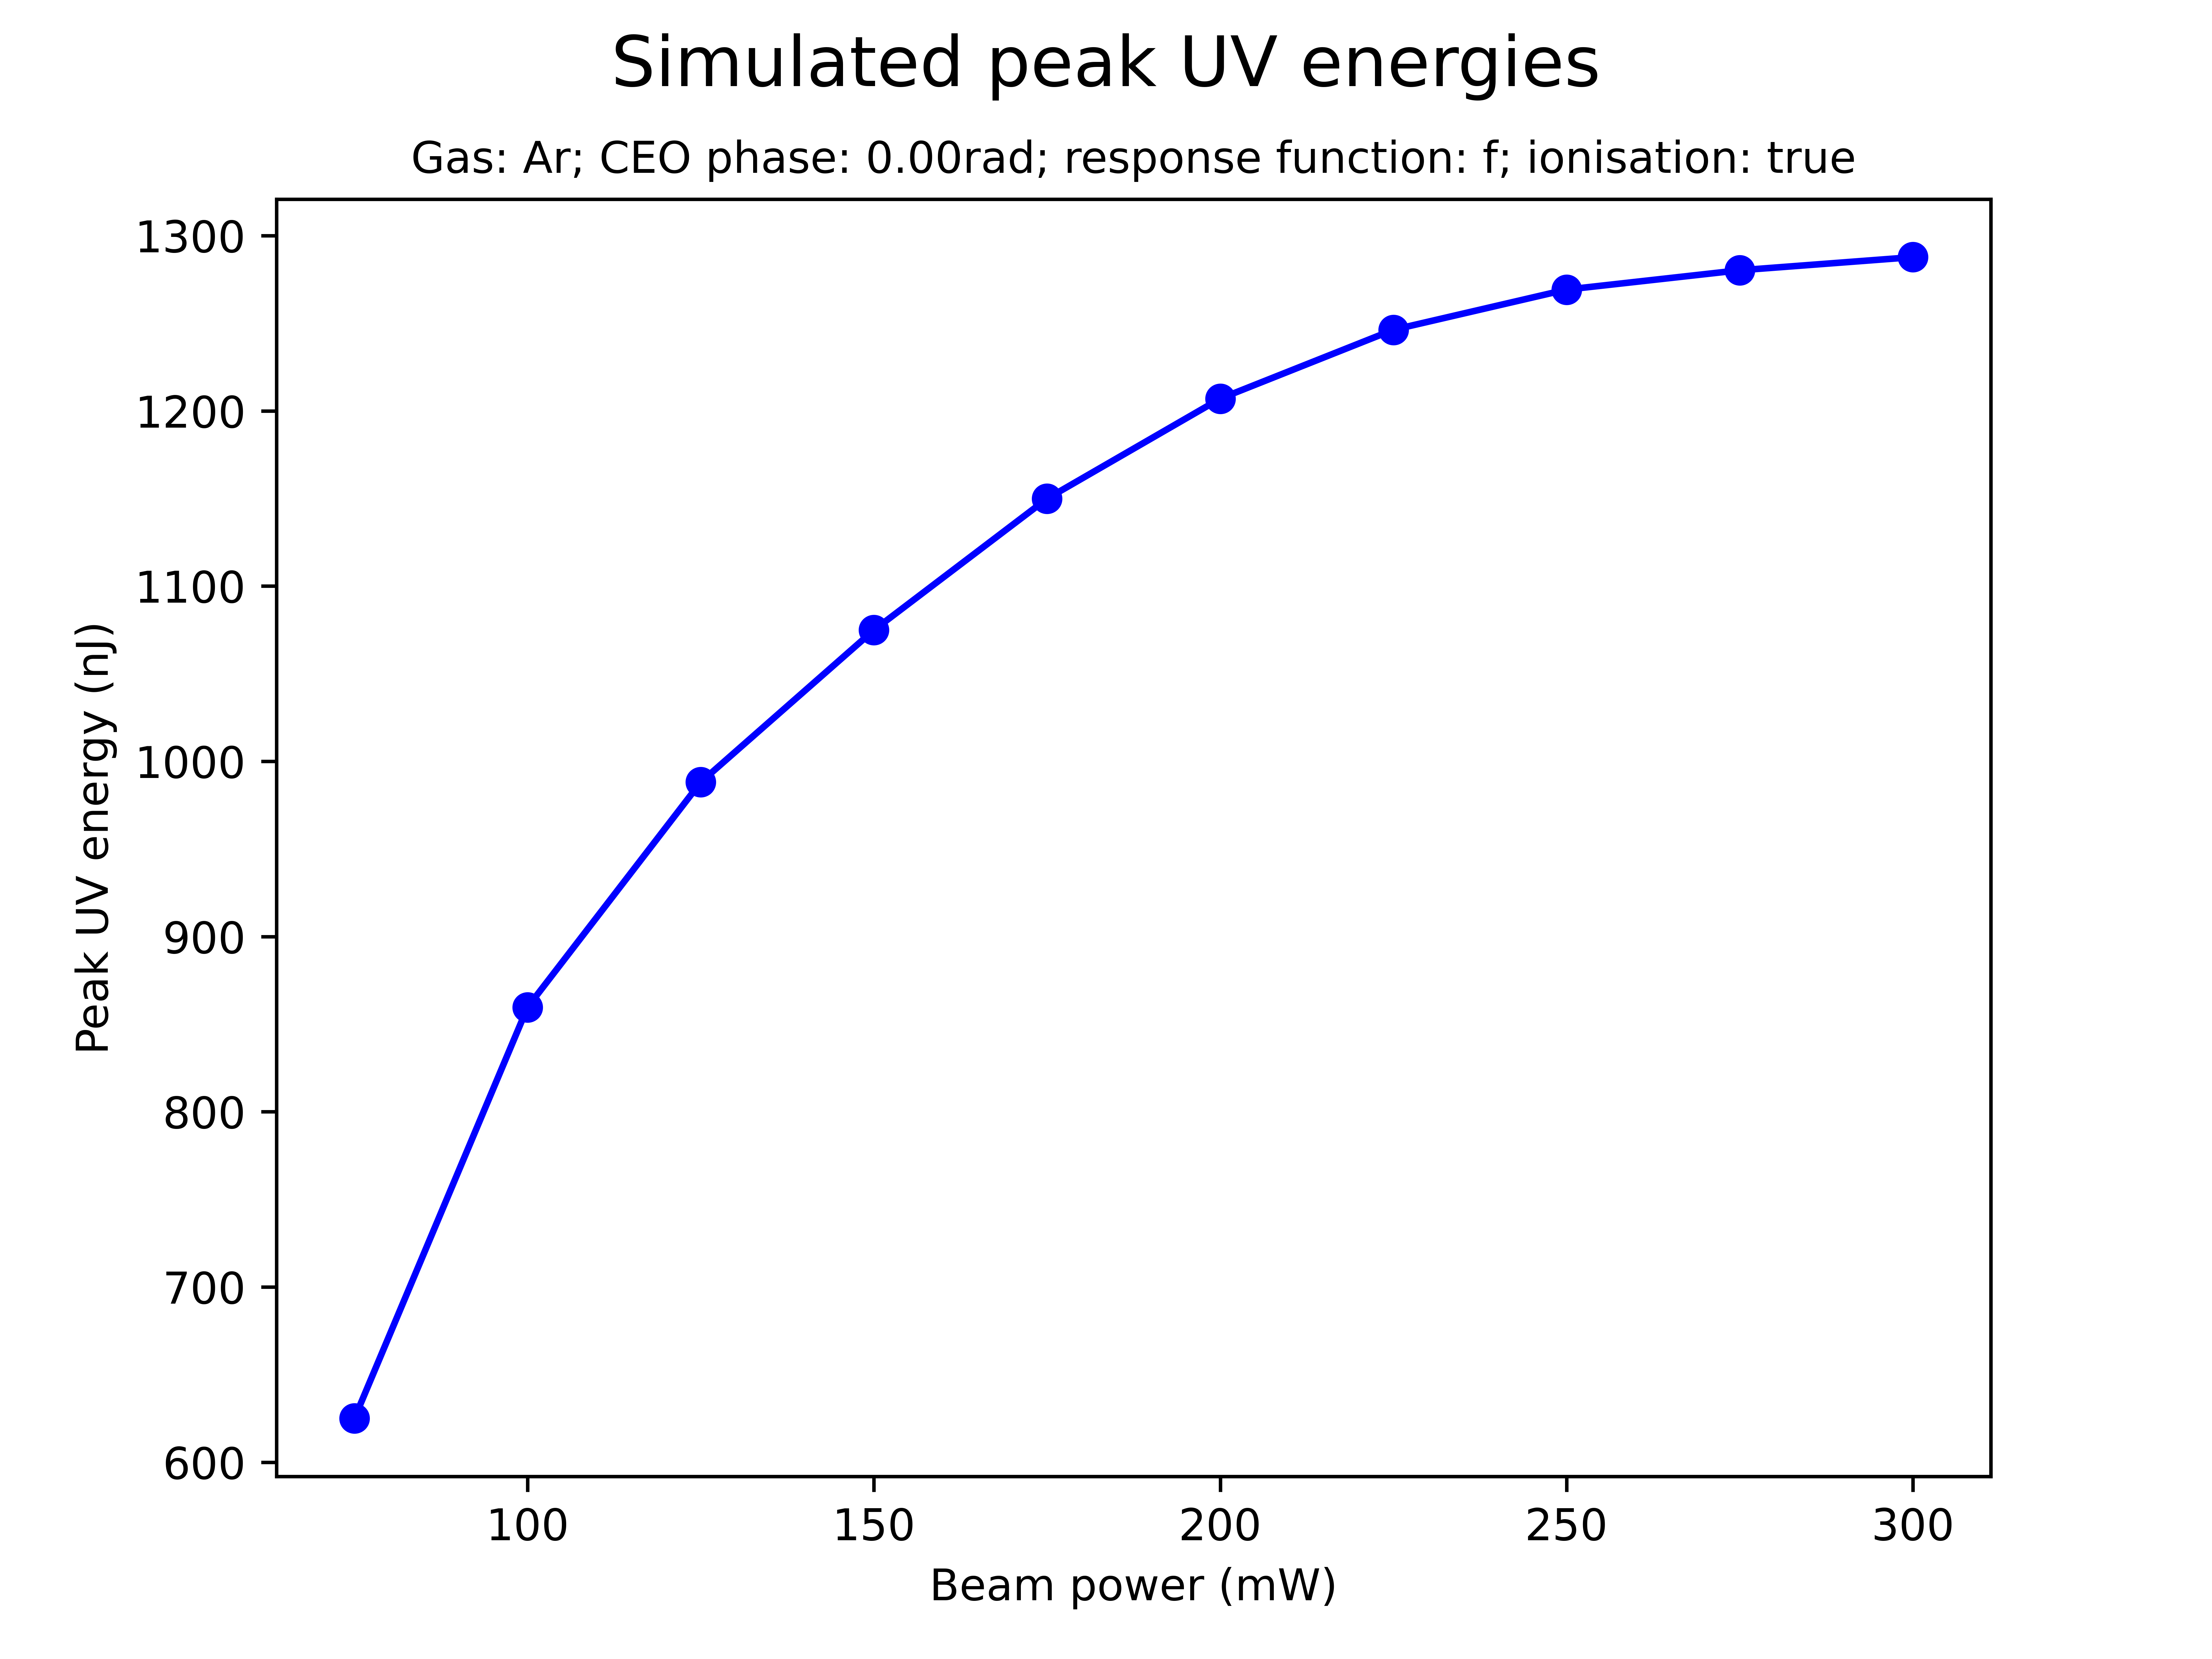 Simulated peak UV energies
Gas: Ar; CEO phase: 0.00rad; response function: f; ionisation: true
Peak UV energy (nJ)
1300
1200
1100
1000
900
800
700
600
100 150 200 250 300
Beam power (mW)